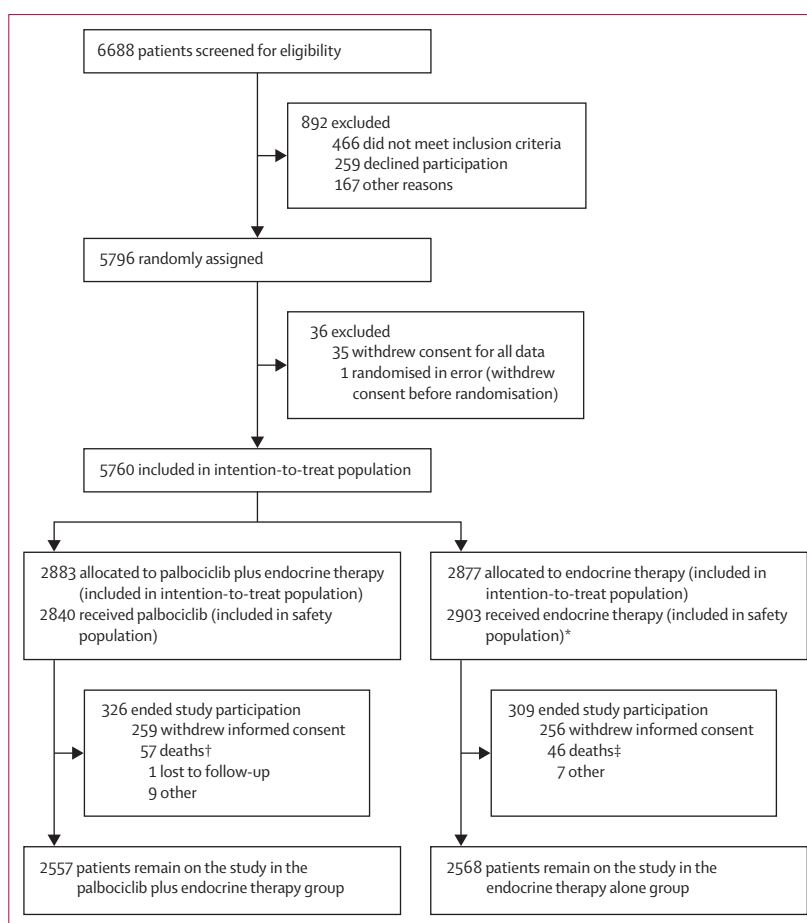 6688 patients screened for eligibility
892 excluded
466 did not meet inclusion criteria
259 declined participation
167 other reasons
5796 randomly assigned
36 excluded
35 withdrew consent for all data
1 randomised in error (withdrew
consent before randomisation)
5760 included in intention-to-treat population
2883 allocated to palbociclib plus endocrine therapy
(included in intention-to-treat population)
2840 received palbociclib (included in safety
population)
2877 allocated to endocrine therapy (included in
intention-to-treat population)
2903 received endocrine therapy (included in safety
population)*
326 ended study participation
259 withdrew informed consent
57 deaths†
1 lost to follow-up
9 other
309 ended study participation
256 withdrew informed consent
46 deaths‡
7 other
2557 patients remain on the study in the
palbociclib plus endocrine therapy group
2568 patients remain on the study in the
endocrine therapy alone group